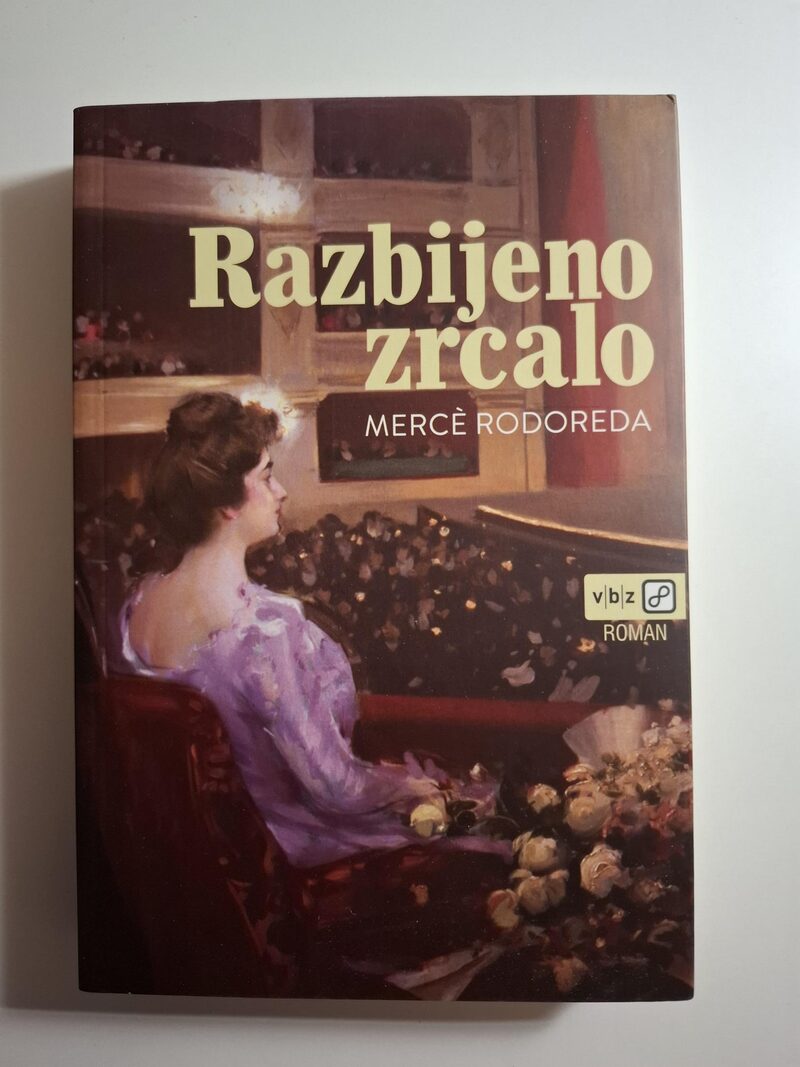 Razbijeno
zrcalo
MERCÈ RODOREDA
v|b|z
ROMAN